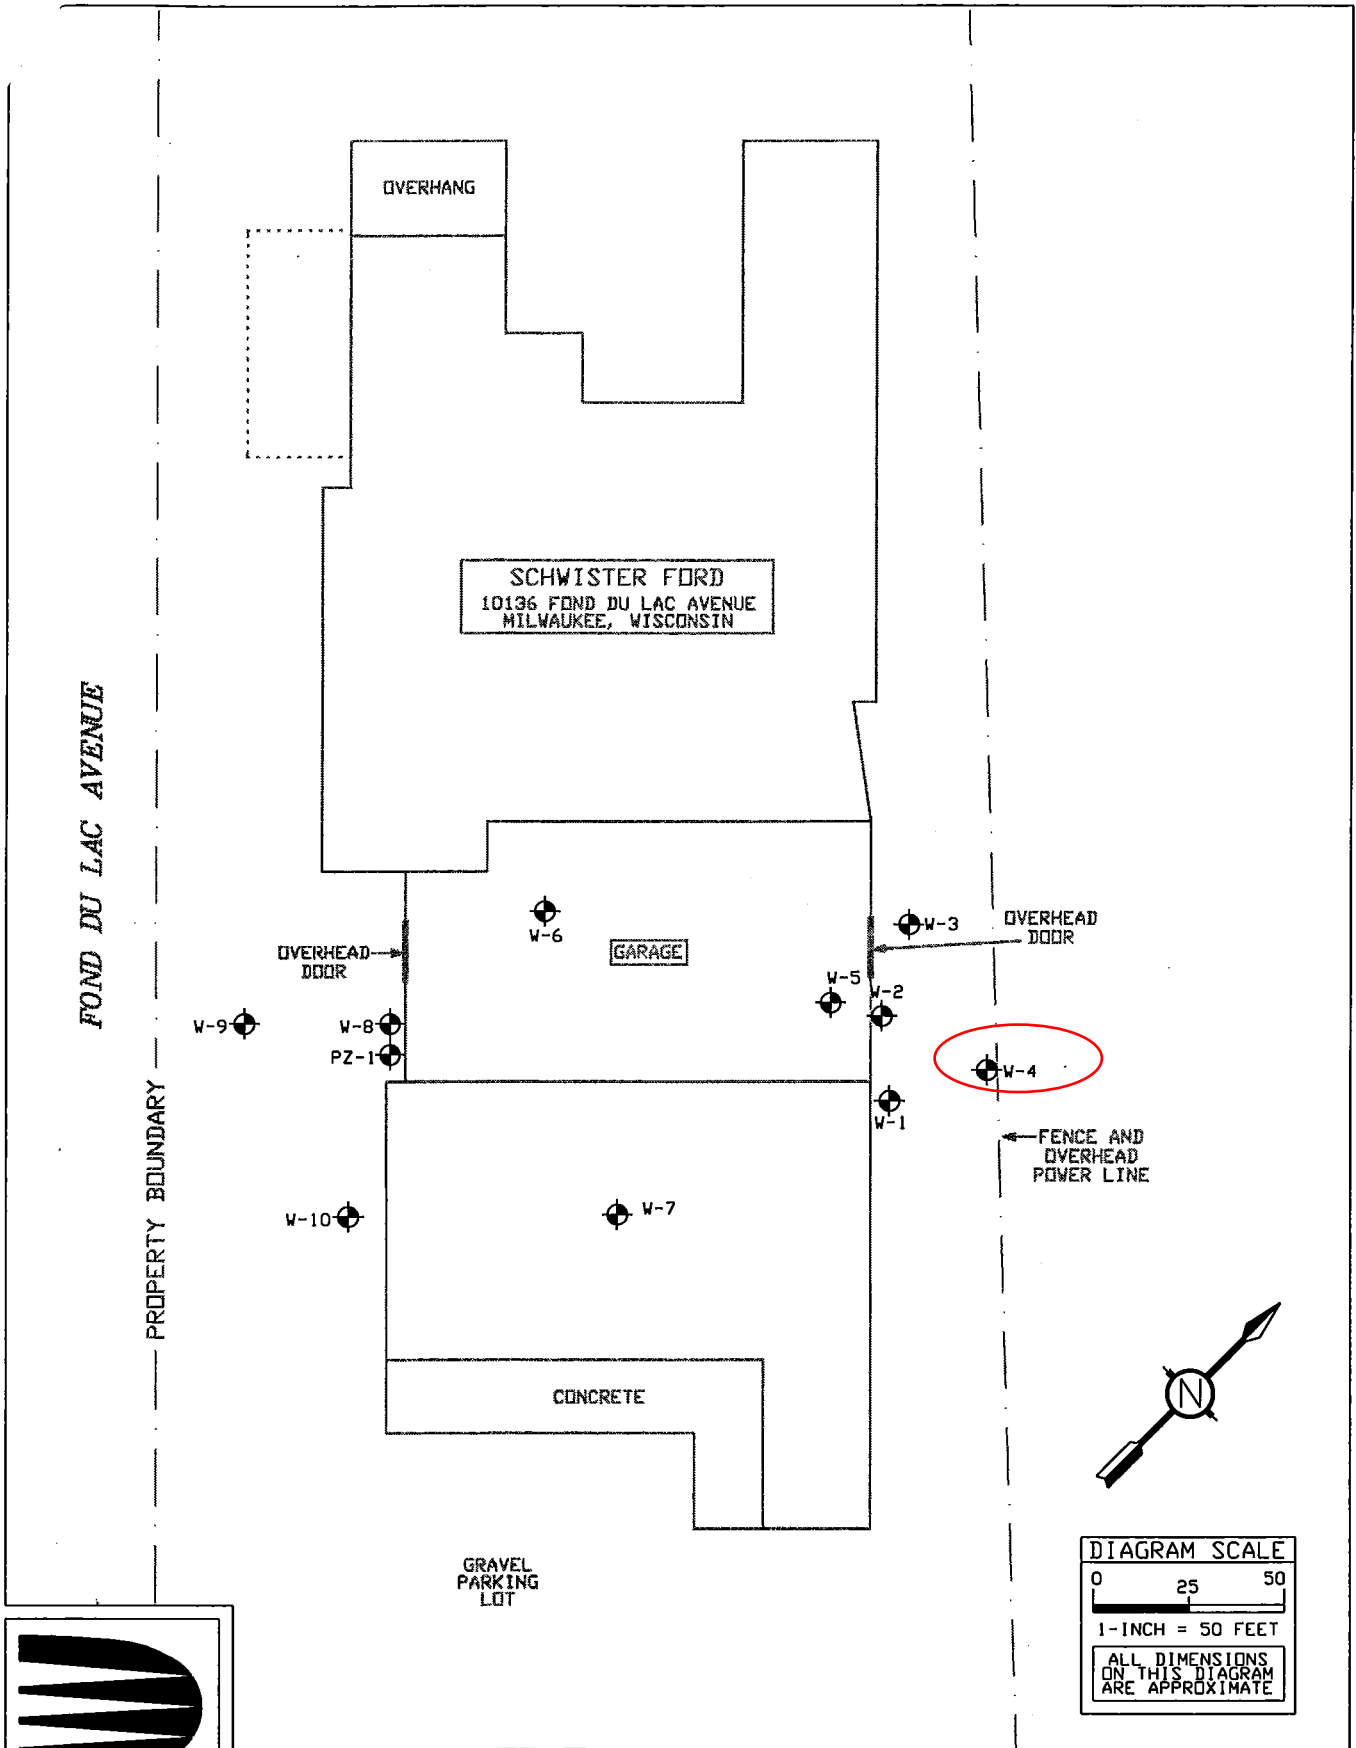 OVERHANG
SCHWISTER FORD
10136 FOND DU LAC AVENUE
MILWAUKEE, WISCONSIN
FOND DU LAC AVENUE
W-6
GARAGE
OVERHEAD
DOOR
W-3
OVERHEAD
DOOR
W-5
W-2
W-9
W-8
PZ-1
W-4
W-1
FENCE AND
OVERHEAD
POWER LINE
PROPERTY BOUNDARY
W-10
W-7
CONCRETE
N
GRAVEL
PARKING
LOT
DIAGRAM SCALE
0 25 50
1-INCH = 50 FEET
ALL DIMENSIONS
ON THIS DIAGRAM
ARE APPROXIMATE